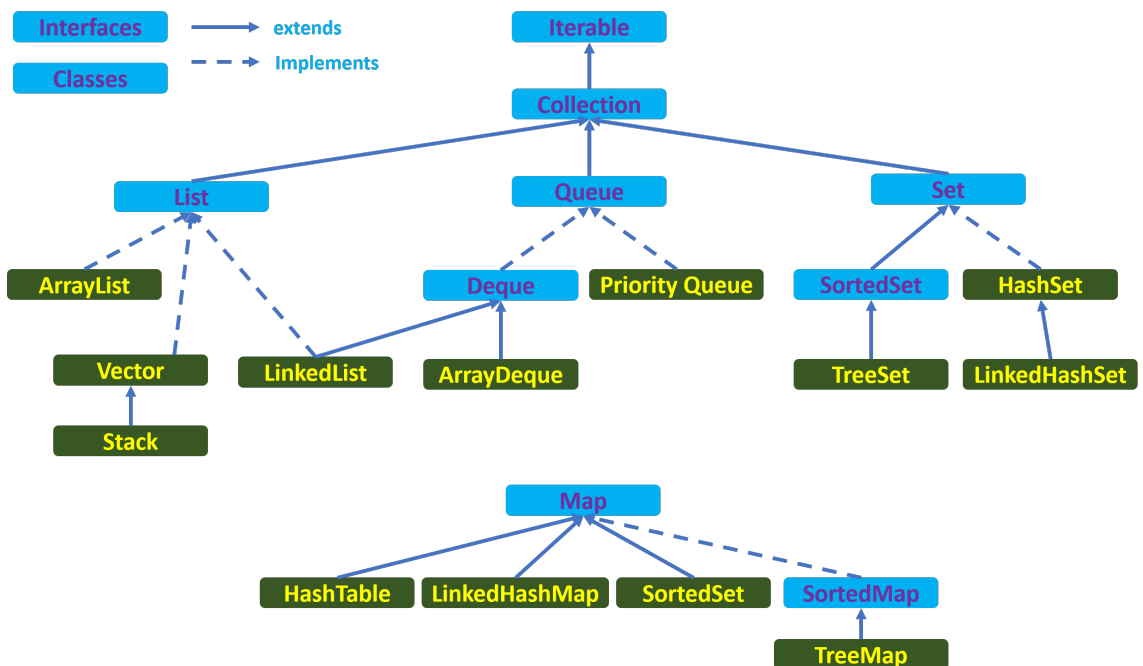 Interfaces
extends
Iterable
Implements
Classes
Collection
List
Queue
Set
ArrayList
Deque
Priority Queue
SortedSet
HashSet
Vector
LinkedList
ArrayDeque
TreeSet
LinkedHashSet
Stack
Map
HashTable
LinkedHashMap
SortedSet
SortedMap
TreeMap